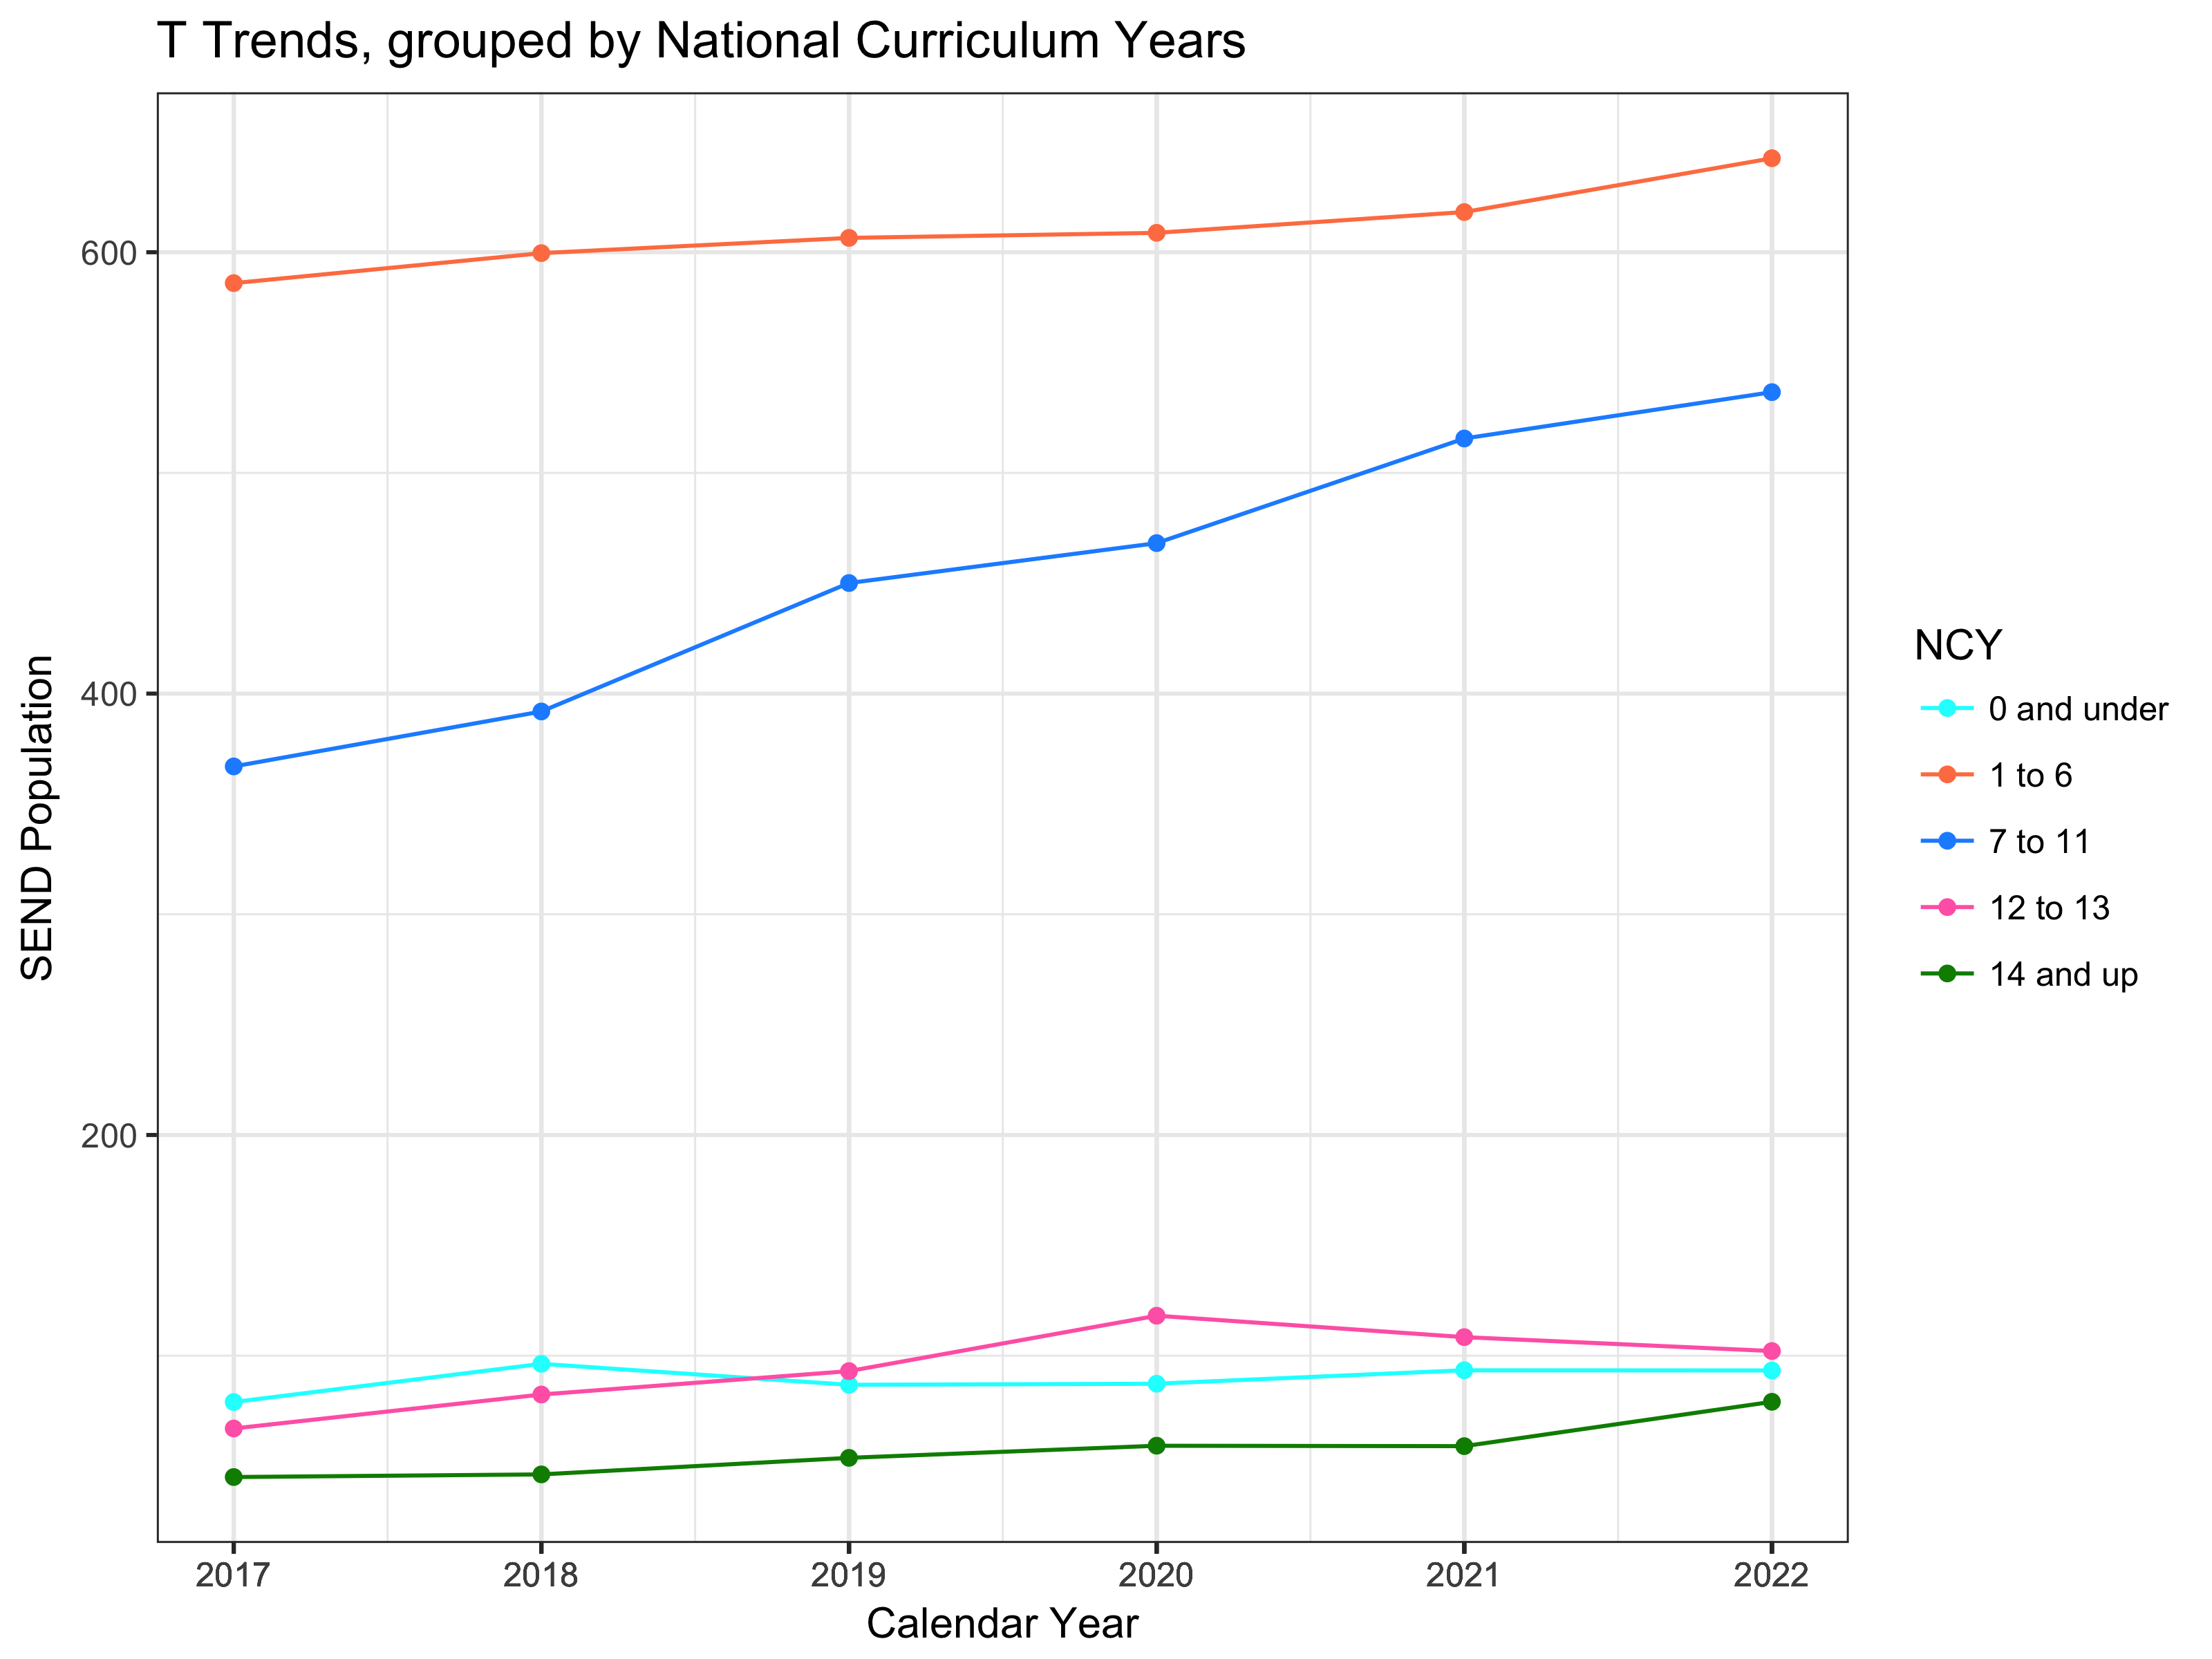 T Trends, grouped by National Curriculum Years
600
400
200
SEND Population
2017 2018 2019 2020 2021 2022
Calendar Year
NCY
0 and under
1 to 6
7 to 11
12 to 13
14 and up